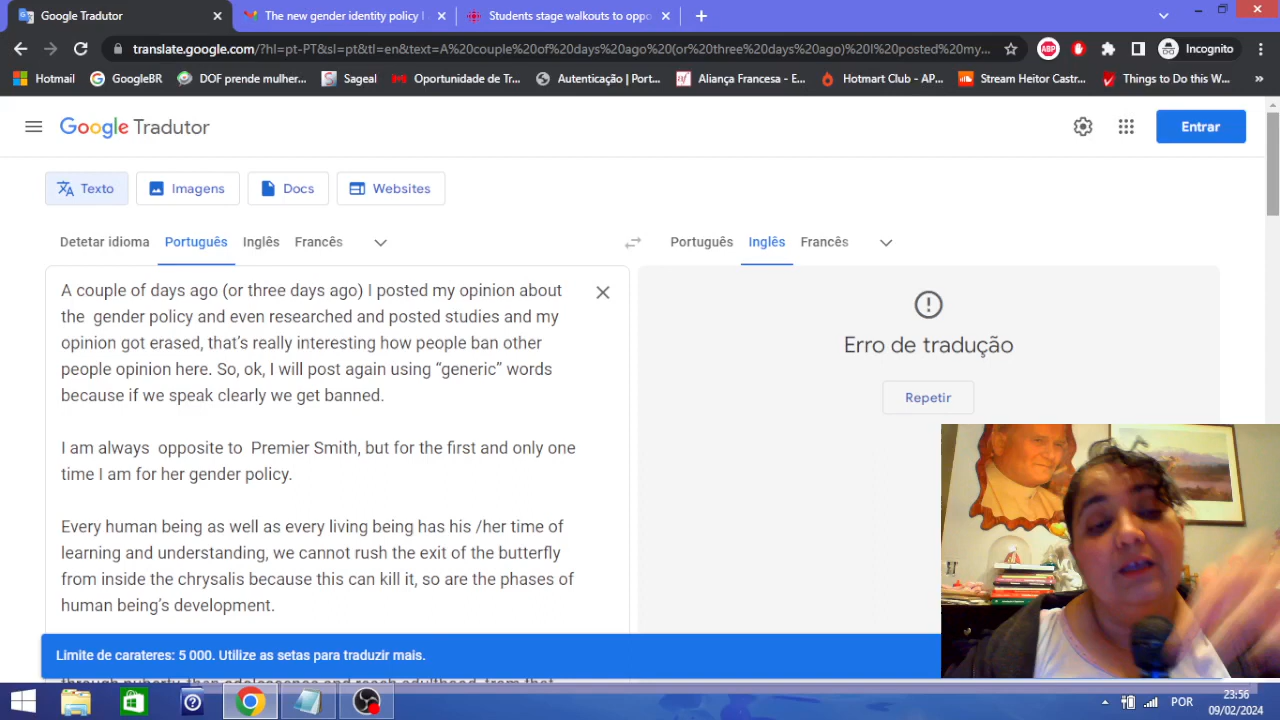 Google Tradutor
The new gender identity policy I
Students stage walkouts to oppo
translate.google.com/?hl=pt-PT&sl=pt&tl=en&text=A%20couple%20of%20days%20ago%20(or%20three%20days%20ago)%20I%20posted%20my...
ABP
Incognito
Hotmail
GoogleBR
DOF prende mulher...
Sageal
Oportunidade de Tr...
Autenticação | Port...
Aliança Francesa - E...
Hotmart Club - AP...
Stream Heitor Castr...
Things to Do this W...
»
Google Tradutor
Entrar
Texto
Imagens
Docs
Websites
Detetar idioma
Português
Inglês
Francês
Português
Inglês
Francês
A couple of days ago (or three days ago) I posted my opinion about
the gender policy and even researched and posted studies and my
opinion got erased, that’s really interesting how people ban other
people opinion here. So, ok, I will post again using “generic” words
because if we speak clearly we get banned.
I am always opposite to Premier Smith, but for the first and only one
time I am for her gender policy.
Every human being as well as every living being has his /her time of
learning and understanding, we cannot rush the exit of the butterfly
from inside the chrysalis because this can kill it, so are the phases of
human being’s development.
through puberty, then adolescence and reach adulthood, from that
Erro de tradução
Repetir
Limite de carateres: 5 000. Utilize as setas para traduzir mais.
POR
23:56
09/02/2024